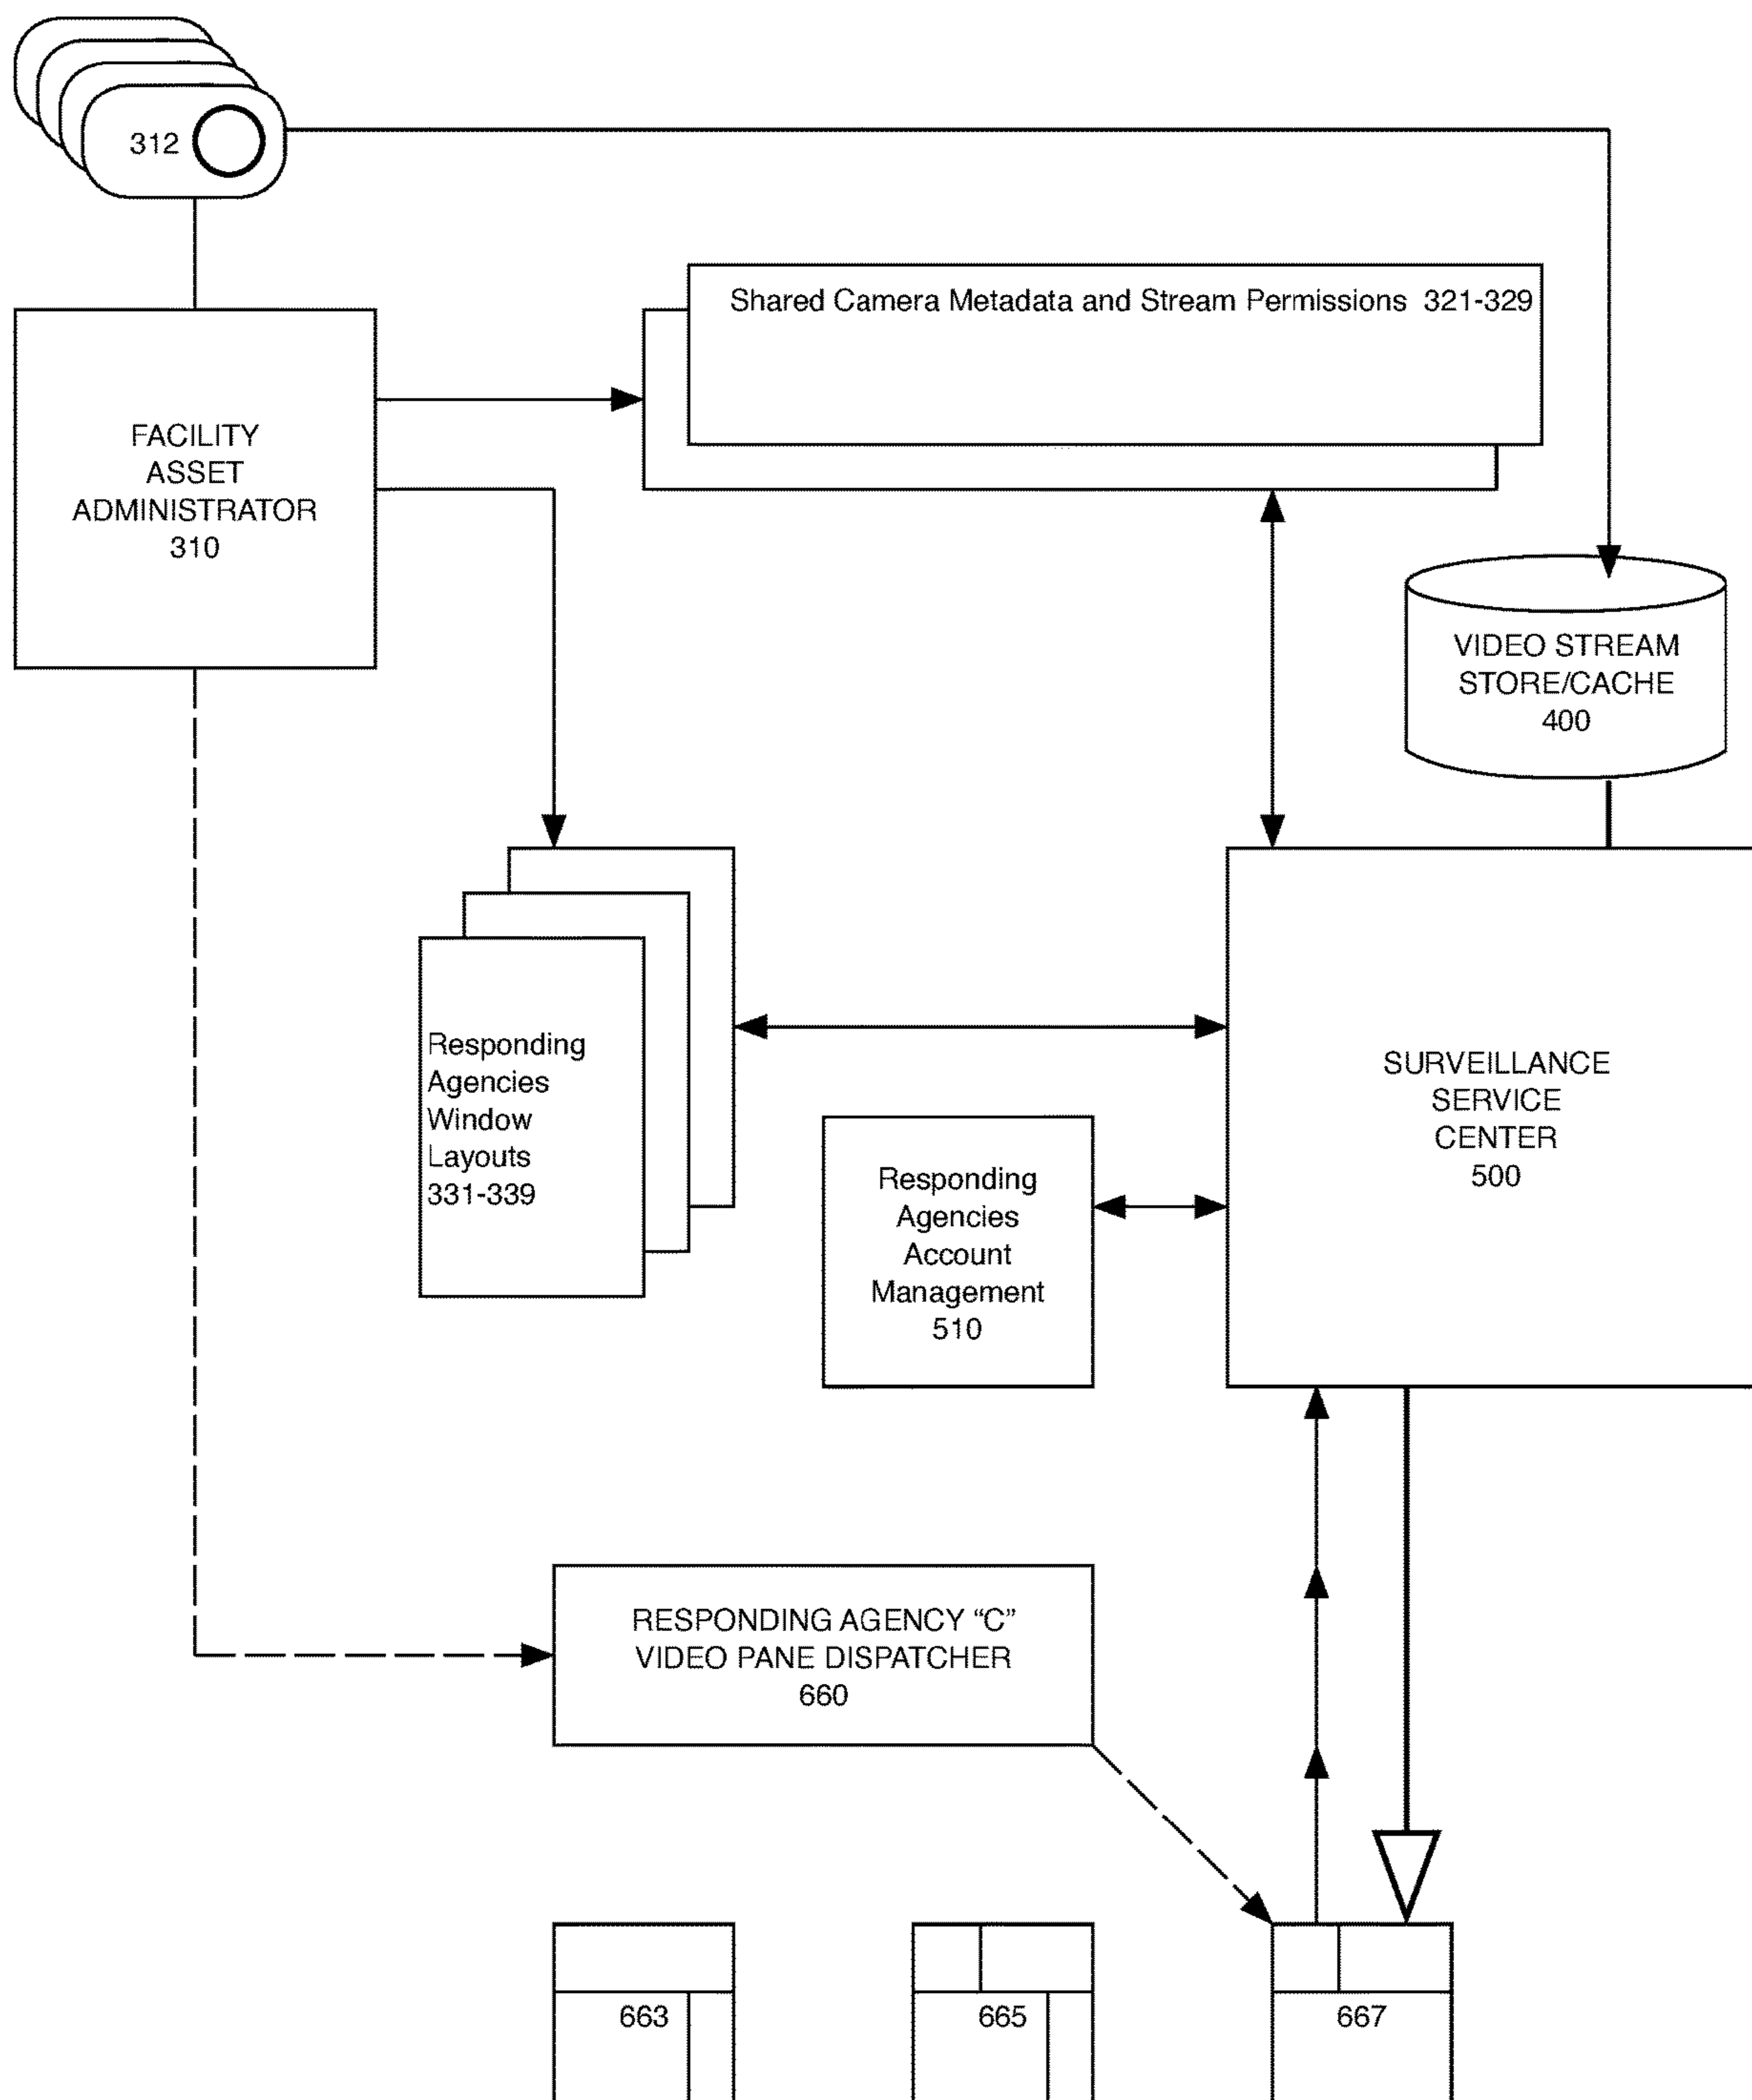 312
Shared Camera Metadata and Stream Permissions 321-329
FACILITY
ASSET
ADMINISTRATOR
310
VIDEO STREAM
STORE/CACHE
400
Responding
Agencies
Window
Layouts
331-339
SURVEILLANCE
SERVICE
CENTER
500
Responding
Agencies
Account
Management
510
RESPONDING AGENCY “C”
VIDEO PANE DISPATCHER
660
663
665
667